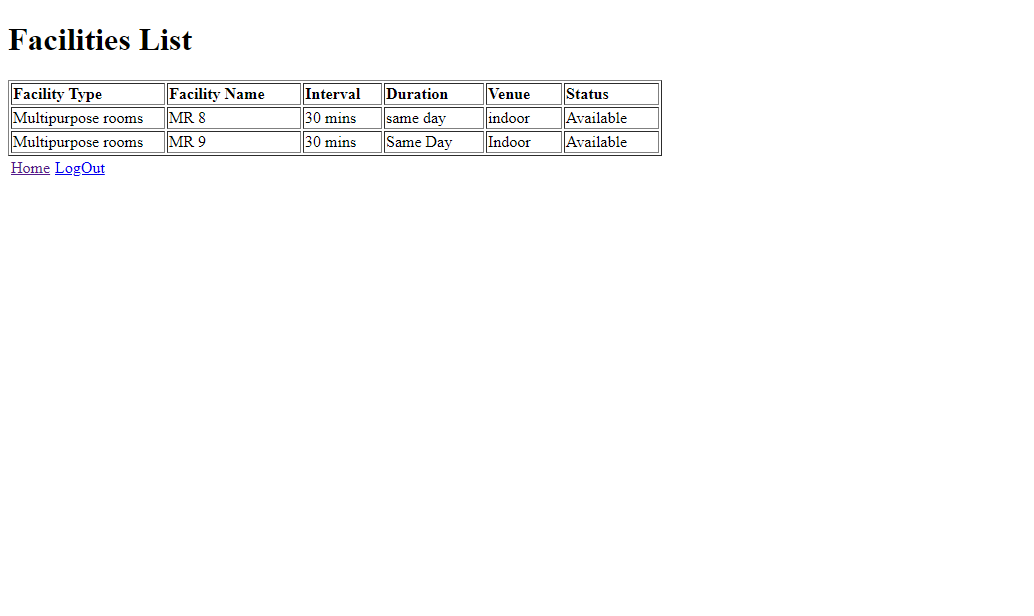 Facilities List
Facility Type Facility Name Interval Duration Venue Status
Multipurpose rooms MR 8 30 mins same day indoor Available
Multipurpose rooms MR 9 30 mins Same Day Indoor Available
Home LogOut